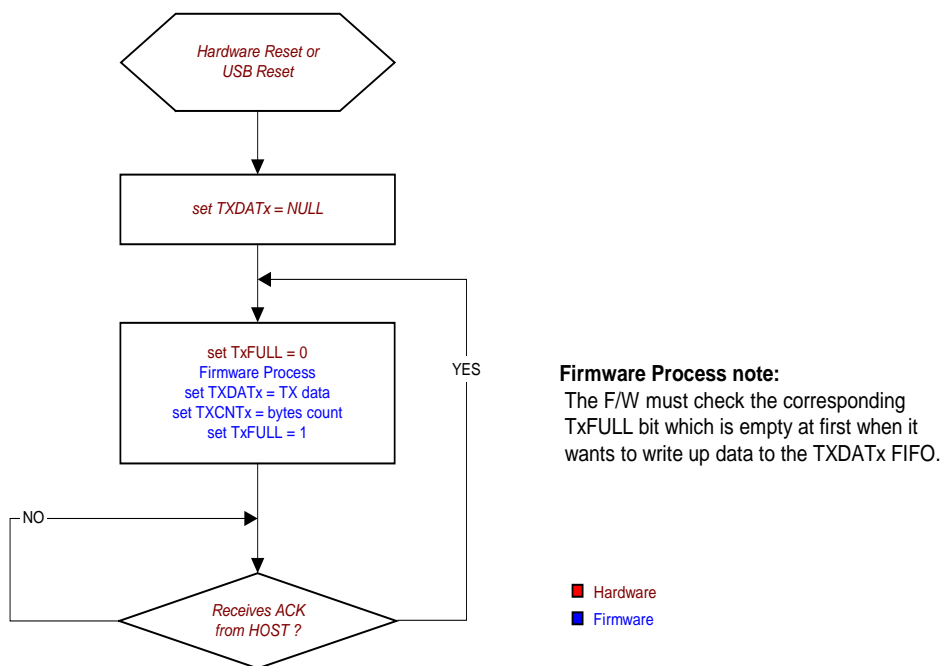 Hardware Reset or
USB Reset
set TXDATx = NULL
set TxFULL = 0
Firmware Process
set TXDATx = TX data
set TXCNTx = bytes count
set TxFULL = 1
YES
NO
Receives ACK
from HOST ?
Firmware Process note:
The F/W must check the corresponding
TxFULL bit which is empty at first when it
wants to write up data to the TXDATx FIFO.
Hardware
Firmware